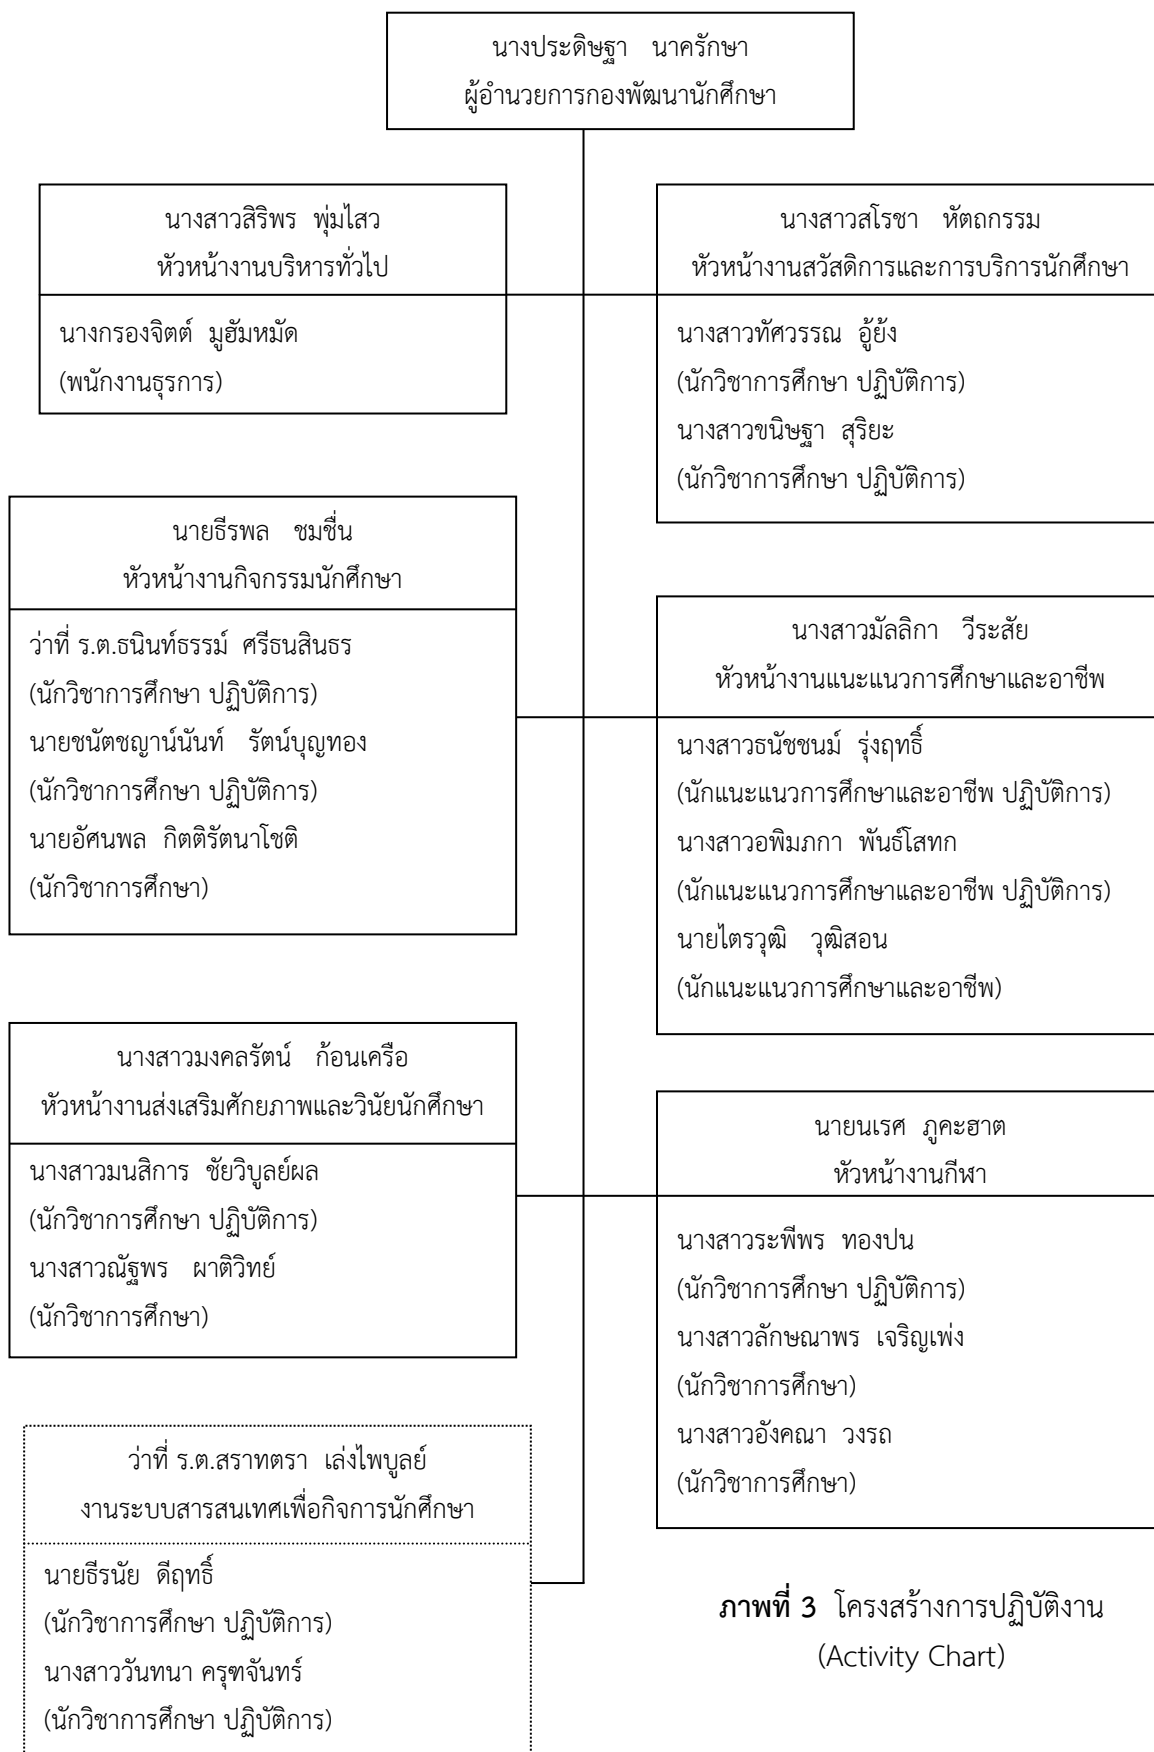 นางประดิษฐา นาครักษา
ผู้อำนวยการกองพัฒนานักศึกษา
นางสาวสิริพร พุ่มไสว
หัวหน้างานบริหารทั่วไป
นางกรองจิตต์ มูฮัมหมัด
(พนักงานธุรการ)
นางสาวสโรชา หัตถกรรม
หัวหน้างานสวัสดิการและการบริการนักศึกษา
นางสาวทัศวรรณ อู้ย้ง
(นักวิชาการศึกษา ปฏิบัติการ)
นางสาวขนิษฐา สุริยะ
(นักวิชาการศึกษา ปฏิบัติการ)
นายธีรพล ชมชื่น
หัวหน้างานกิจกรรมนักศึกษา
ว่าที่ ร.ต.ธนินท์ธรรม์ ศรีธนสินธร
(นักวิชาการศึกษา ปฏิบัติการ)
นายชนัตชญาน์นันท์ รัตน์บุญทอง
(นักวิชาการศึกษา ปฏิบัติการ)
นายอัศนพล กิตติรัตนาโชติ
(นักวิชาการศึกษา)
นางสาวมัลลิกา วีระสัย
หัวหน้างานแนะแนวการศึกษาและอาชีพ
นางสาวธนัชชนม์ รุ่งฤทธิ์
(นักแนะแนวการศึกษาและอาชีพ ปฏิบัติการ)
นางสาวอพิมภกา พันธ์โสทก
(นักแนะแนวการศึกษาและอาชีพ ปฏิบัติการ)
นายไตรวุฒิ วุฒิสอน
(นักแนะแนวการศึกษาและอาชีพ)
นางสาวมงคลรัตน์ ก้อนเครือ
หัวหน้างานส่งเสริมศักยภาพและวินัยนักศึกษา
นางสาวมนสิการ ชัยวิบูลย์ผล
(นักวิชาการศึกษา ปฏิบัติการ)
นางสาวณัฐพร ผาติวิทย์
(นักวิชาการศึกษา)
นายนเรศ ภูคะฮาต
หัวหน้างานกีฬา
นางสาวระพีพร ทองปน
(นักวิชาการศึกษา ปฏิบัติการ)
นางสาวลักษณาพร เจริญเพ่ง
(นักวิชาการศึกษา)
นางสาวอังคณา วงรถ
(นักวิชาการศึกษา)
ว่าที่ ร.ต.สราทตรา เล่งไพบูลย์
งานระบบสารสนเทศเพื่อกิจการนักศึกษา
นายธีรนัย ดีฤทธิ์
(นักวิชาการศึกษา ปฏิบัติการ)
นางสาววันทนา ครุฑจันทร์
(นักวิชาการศึกษา ปฏิบัติการ)
ภาพที่ 3 โครงสร้างการปฏิบัติงาน
(Activity Chart)